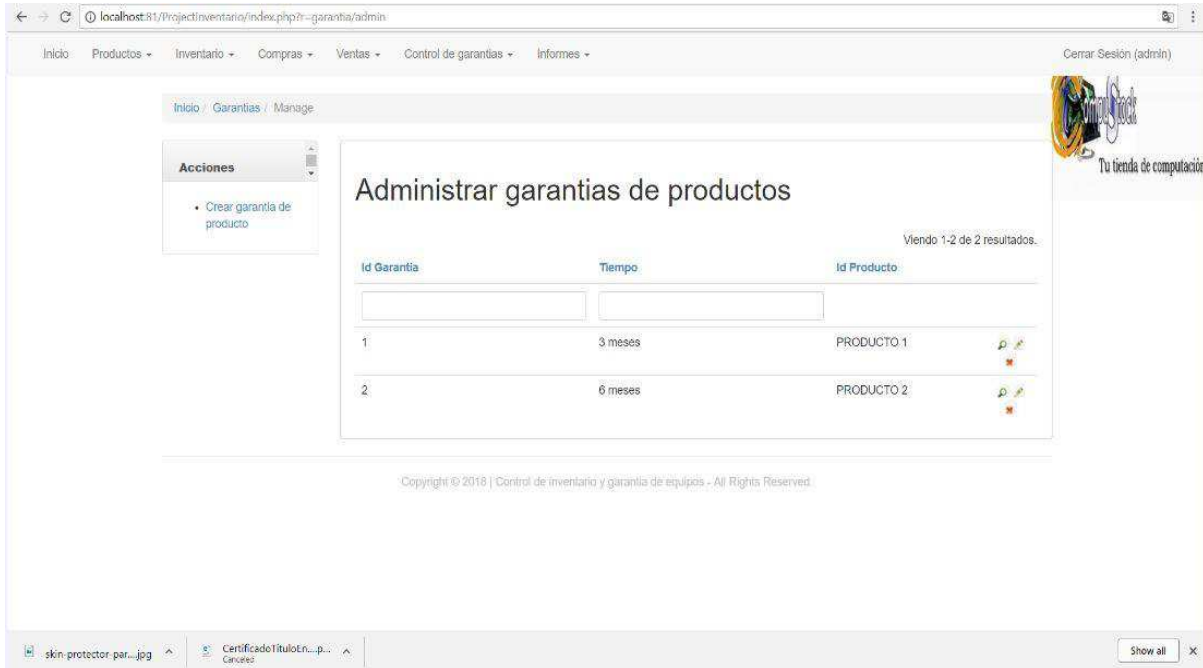 localhost:81/ProjectInventario/index.php?r=garantia/admin
Inicio Productos Inventario Compras Ventas Control de garantias Informes Cerrar Sesión (admin)
Inicio / Garantias / Manage
CompuStock
Tu tienda de computación
Acciones
Crear garantia de
producto
Administrar garantias de productos
Viendo 1-2 de 2 resultados.
Id Garantia Tiempo Id Producto
1 3 meses PRODUCTO 1
2 6 meses PRODUCTO 2
Copyright © 2018 | Control de inventario y garantia de equipos - All Rights Reserved.
skin-protector-par....jpg CertificadoTituloEn....p... Show all
Canceled